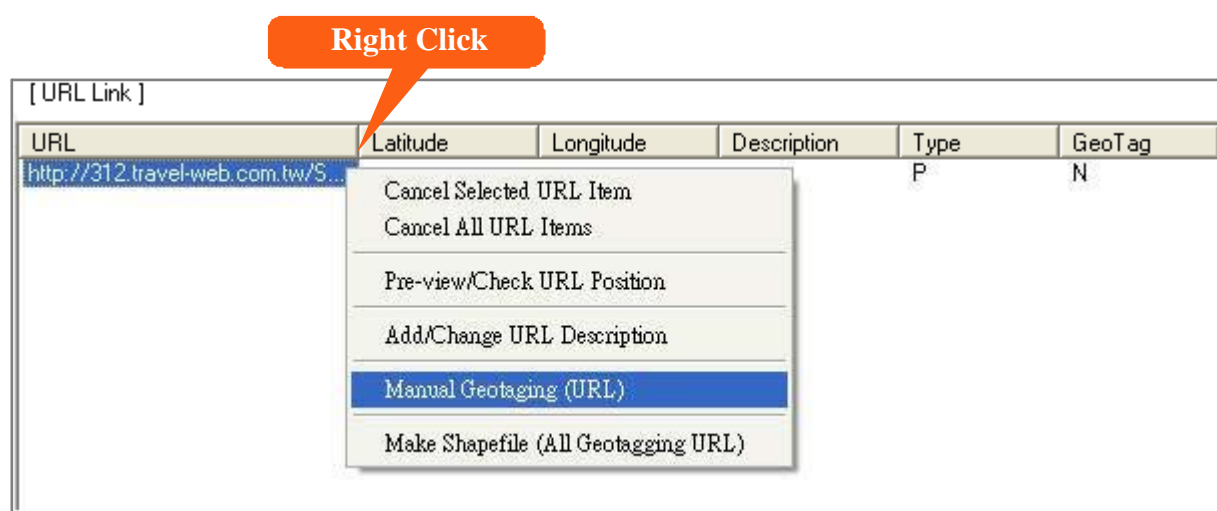 Right Click
[ URL Link ]
URL Latitude Longitude Description Type GeoTag
http://312.travel-web.com.tw/S... P N
Cancel Selected URL Item
Cancel All URL Items
Pre-view/Check URL Position
Add/Change URL Description
Manual Geotaging (URL)
Make Shapefile (All Geotagging URL)